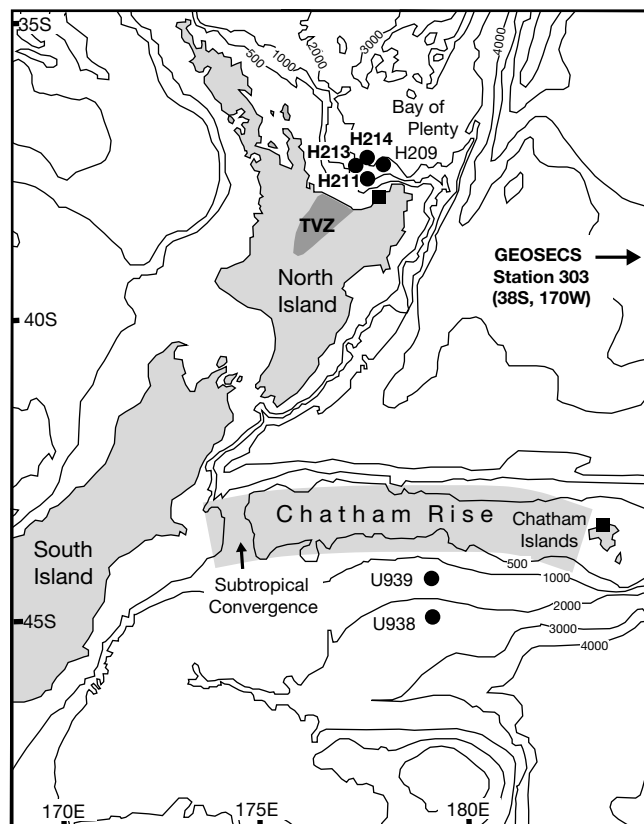 35S
500
1000
2000
3000
4000
Bay of
Plenty
H214
H213
H209
H211
TVZ
GEOSECS
Station 303
(38S, 170W)
North
Island
40S
Chatham Rise
Chatham
Islands
South
Island
Subtropical
Convergence
500
U939
1000
2000
45S
U938
3000
4000
170E
175E
180E